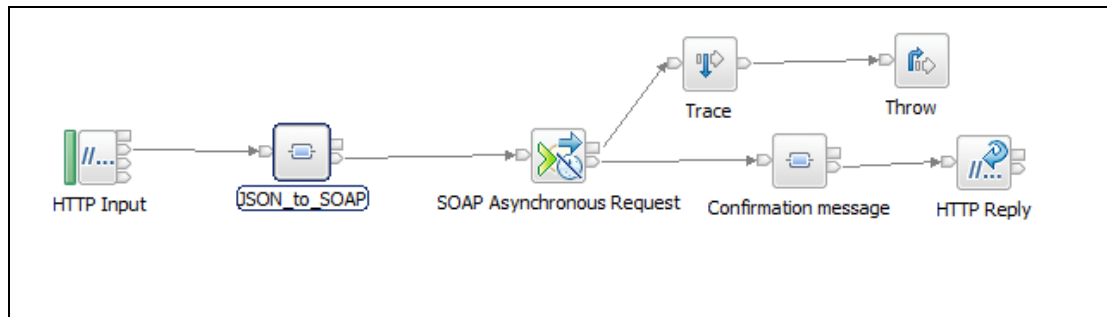 Trace
Throw
//...
HTTP Input
JSON_to_SOAP
SOAP Asynchronous Request
Confirmation message
//...
HTTP Reply